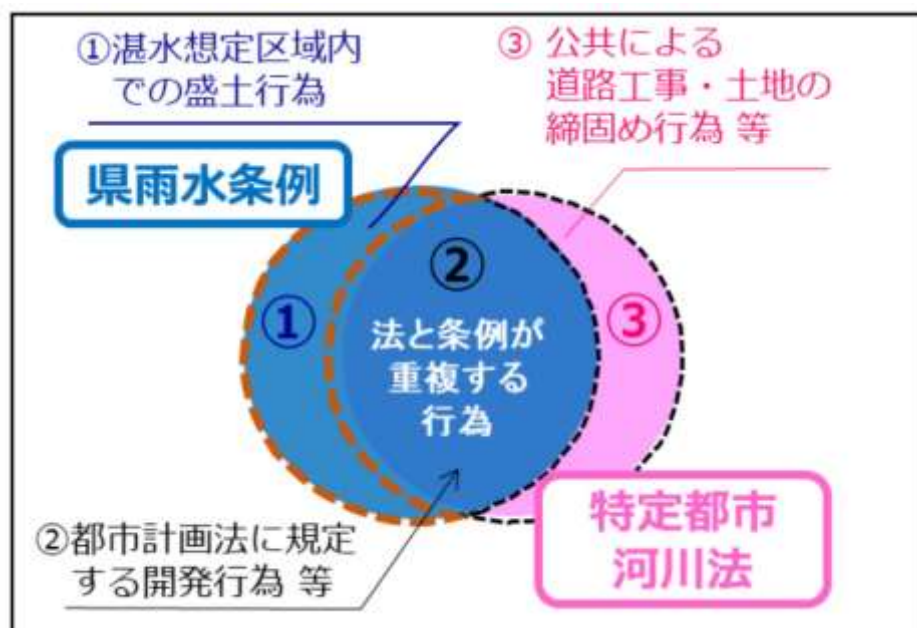 ①湛水想定区域内
での盛土行為
③ 公共による
道路工事・土地の
締固め行為 等
県雨水条例
②
①
③
法と条例が
重複する
行為
特定都市
河川法
②都市計画法に規定
する開発行為 等